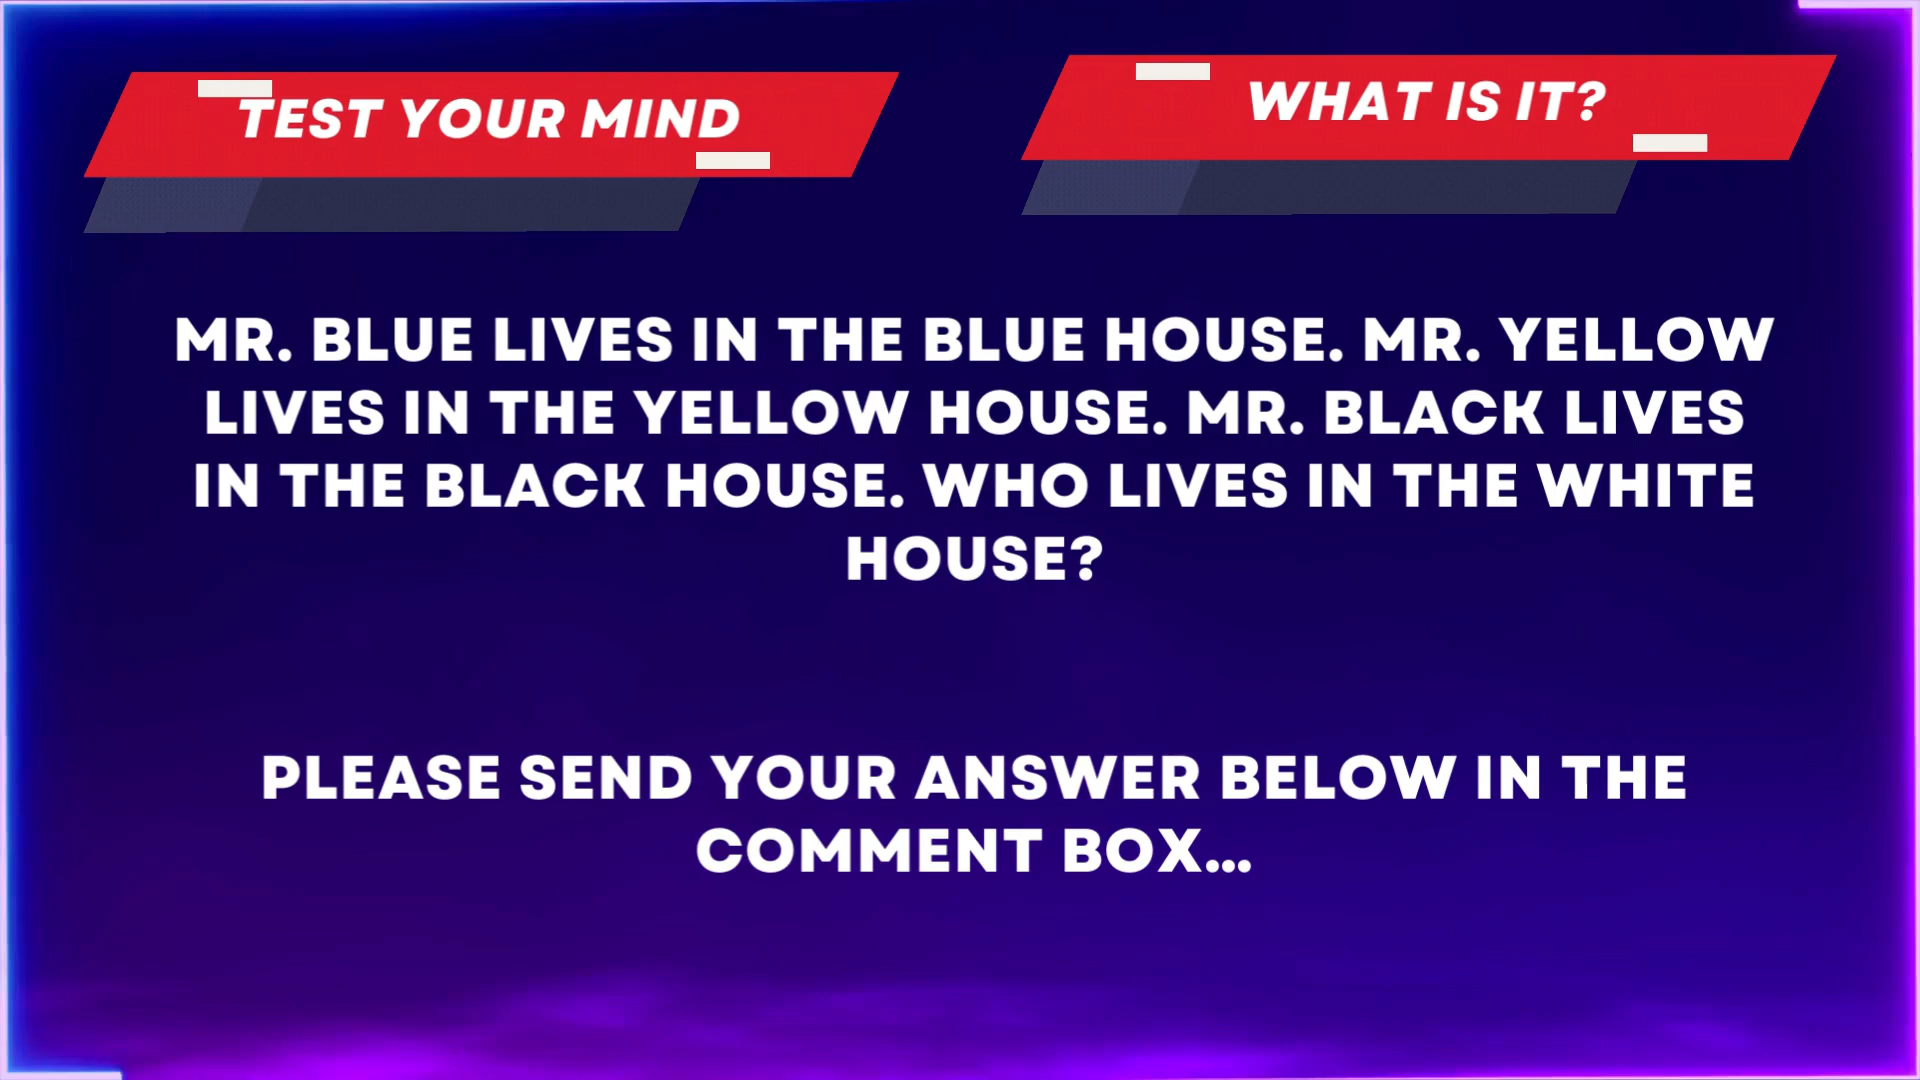 TEST YOUR MIND
WHAT IS IT?
MR. BLUE LIVES IN THE BLUE HOUSE. MR. YELLOW
LIVES IN THE YELLOW HOUSE. MR. BLACK LIVES
IN THE BLACK HOUSE. WHO LIVES IN THE WHITE
HOUSE?
PLEASE SEND YOUR ANSWER BELOW IN THE
COMMENT BOX...